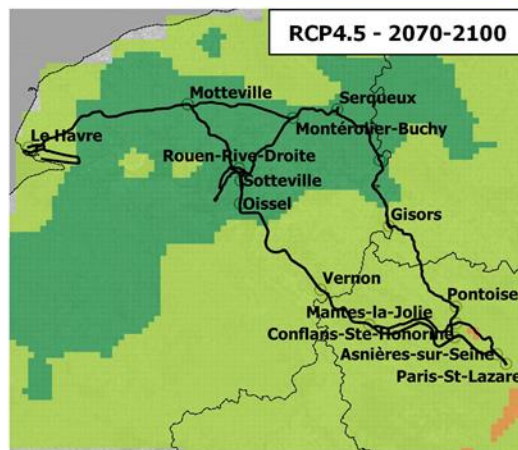 RCP4.5 - 2070-2100
Motteville
Serqueux
Le Havre
Montérolier-Buchy
Rouen-Rive-Droite
Sotteville
Oissel
Gisors
Vernon
Pontoise
Mantes-la-Jolie
Conflans-Ste-Honorine
Asnières-sur-Seine
Paris-St-Lazare